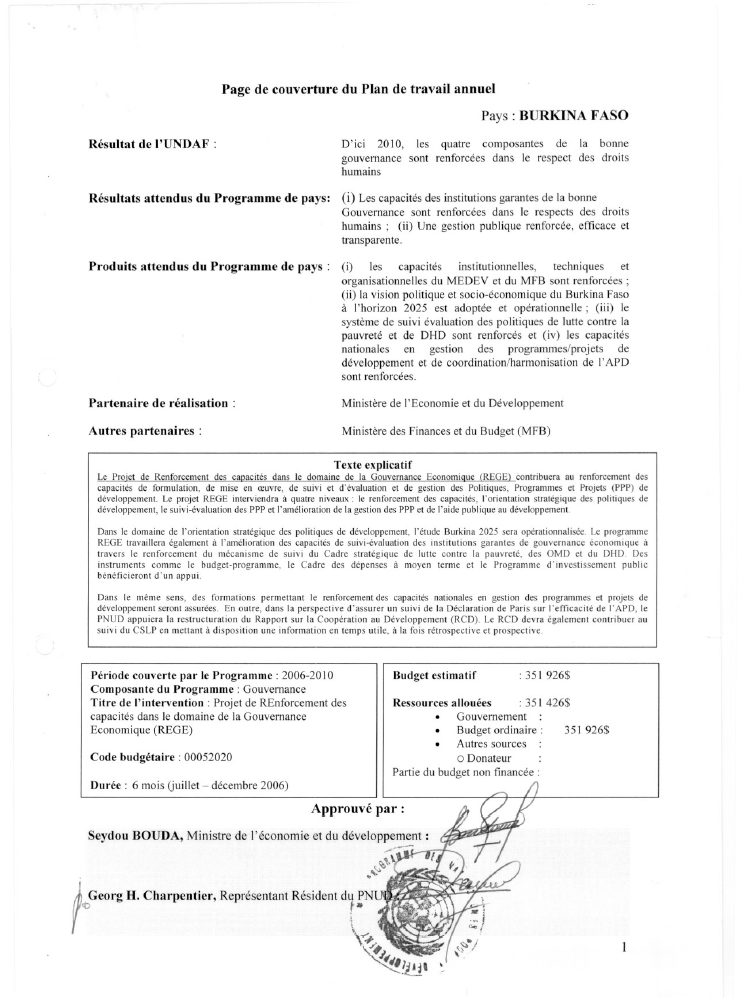 Page de couverture du Plan de travail annuel
Pays : BURKINA FASO
Résultat de l'UNDAF :
D'ici 2010, les quatre composantes de la bonne
gouvernance sont renforcées dans le respect des droits
humains
Résultats attendus du Programme de pays:
(i) Les capacités des institutions garantes de la bonne
Gouvernance sont renforcées dans le respects des droits
humains ; (ii) Une gestion publique renforcée, efficace et
transparente.
Produits attendus du Programme de pays :
(i) les capacités institutionnelles, techniques et
organisationnelles du MEDEV et du MFB sont renforcées ;
(ii) la vision politique et socio-économique du Burkina Faso
à l'horizon 2025 est adoptée et opérationnelle ; (iii) le
système de suivi évaluation des politiques de lutte contre la
pauvreté et de DHD sont renforcés et (iv) les capacités
nationales en gestion des programmes/projets de
développement et de coordination/harmonisation de l'APD
sont renforcées.
Partenaire de réalisation :
Ministère de l'Economie et du Développement
Autres partenaires :
Ministère des Finances et du Budget (MFB)
Texte explicatif
Le Projet de Renforcement des capacités dans le domaine de la Gouvernance Economique (REGE) contribuera au renforcement des
capacités de formulation, de mise en œuvre, de suivi et d'évaluation et de gestion des Politiques, Programmes et Projets (PPP) de
développement. Le projet REGE interviendra à quatre niveaux : le renforcement des capacités, l'orientation stratégique des politiques de
développement, le suivi-évaluation des PPP et l'amélioration de la gestion des PPP et de l'aide publique au développement.
Dans le domaine de l'orientation stratégique des politiques de développement, l'étude Burkina 2025 sera opérationnalisée. Le programme
REGE travaillera également à l'amélioration des capacités de suivi-évaluation des institutions garantes de gouvernance économique à
travers le renforcement du mécanisme de suivi du Cadre stratégique de lutte contre la pauvreté, des OMD et du DHD. Des
instruments comme le budget-programme, le Cadre des dépenses à moyen terme et le Programme d'investissement public
bénéficieront d'un appui.
Dans le même sens, des formations permettant le renforcement des capacités nationales en gestion des programmes et projets de
développement seront assurées. En outre, dans la perspective d'assurer un suivi de la Déclaration de Paris sur l'efficacité de l'APD, le
PNUD appuiera la restructuration du Rapport sur la Coopération au Développement (RCD). Le RCD devra également contribuer au
suivi du CSLP en mettant à disposition une information en temps utile, à la fois rétrospective et prospective.
Période couverte par le Programme : 2006-2010
Composante du Programme : Gouvernance
Titre de l'intervention : Projet de REnforcement des
capacités dans le domaine de la Gouvernance
Economique (REGE)
Code budgétaire : 00052020
Durée : 6 mois (juillet – décembre 2006)
Budget estimatif : 351 926$
Ressources allouées : 351 426$
• Gouvernement :
• Budget ordinaire : 351 926$
• Autres sources :
○ Donateur :
Partie du budget non financée :
Approuvé par :
Seydou BOUDA, Ministre de l'économie et du développement :
Georg H. Charpentier, Représentant Résident du PNUD
1